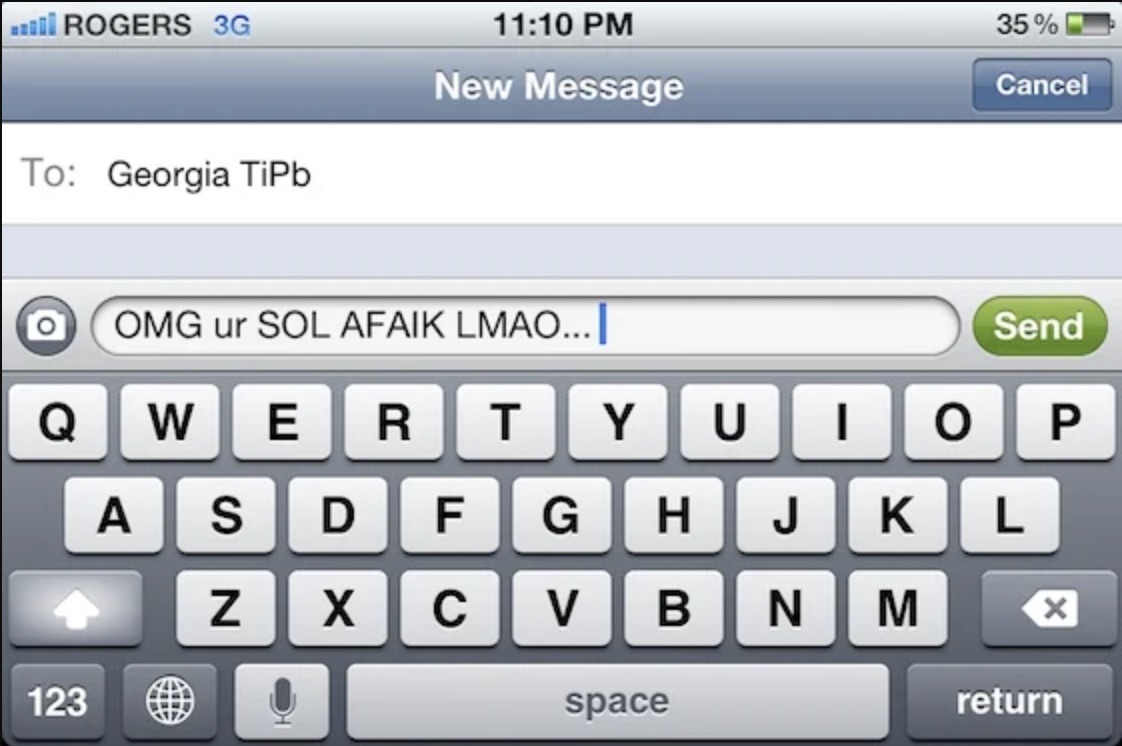 ROGERS 3G 11:10 PM 35%
New Message Cancel
To: Georgia TiPb
OMG ur SOL AFAIK LMAO... Send
Q W E R T Y U I O P
A S D F G H J K L
Z X C V B N M
123 space return